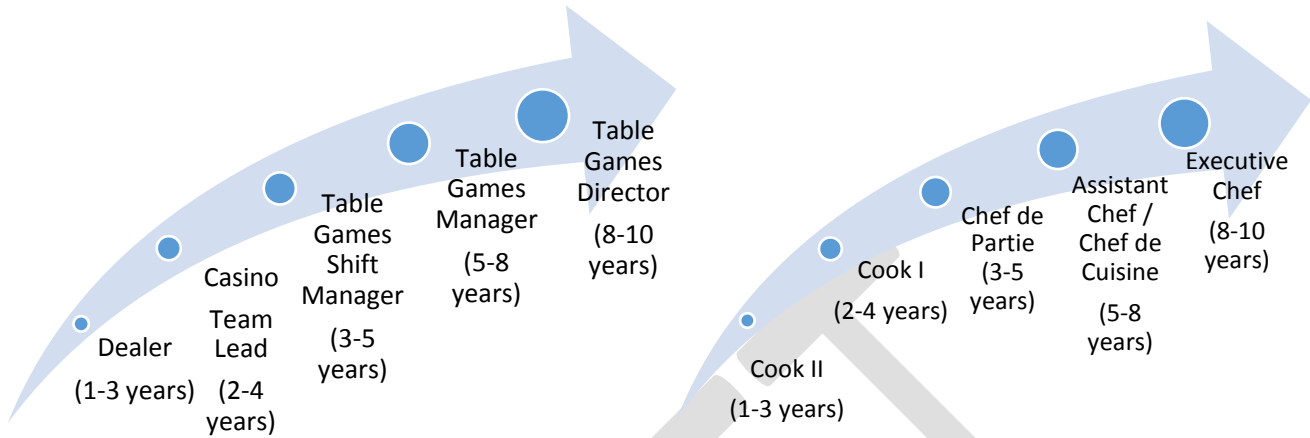 Dealer
(1-3 years)
Casino
Team
Lead
(2-4
years)
Table
Games
Shift
Manager
(3-5
years)
Table
Games
Manager
(5-8
years)
Table
Games
Director
(8-10
years)
Cook II
(1-3 years)
Cook I
(2-4 years)
Chef de
Partie
(3-5
years)
Assistant
Chef /
Chef de
Cuisine
(5-8
years)
Executive
Chef
(8-10
years)